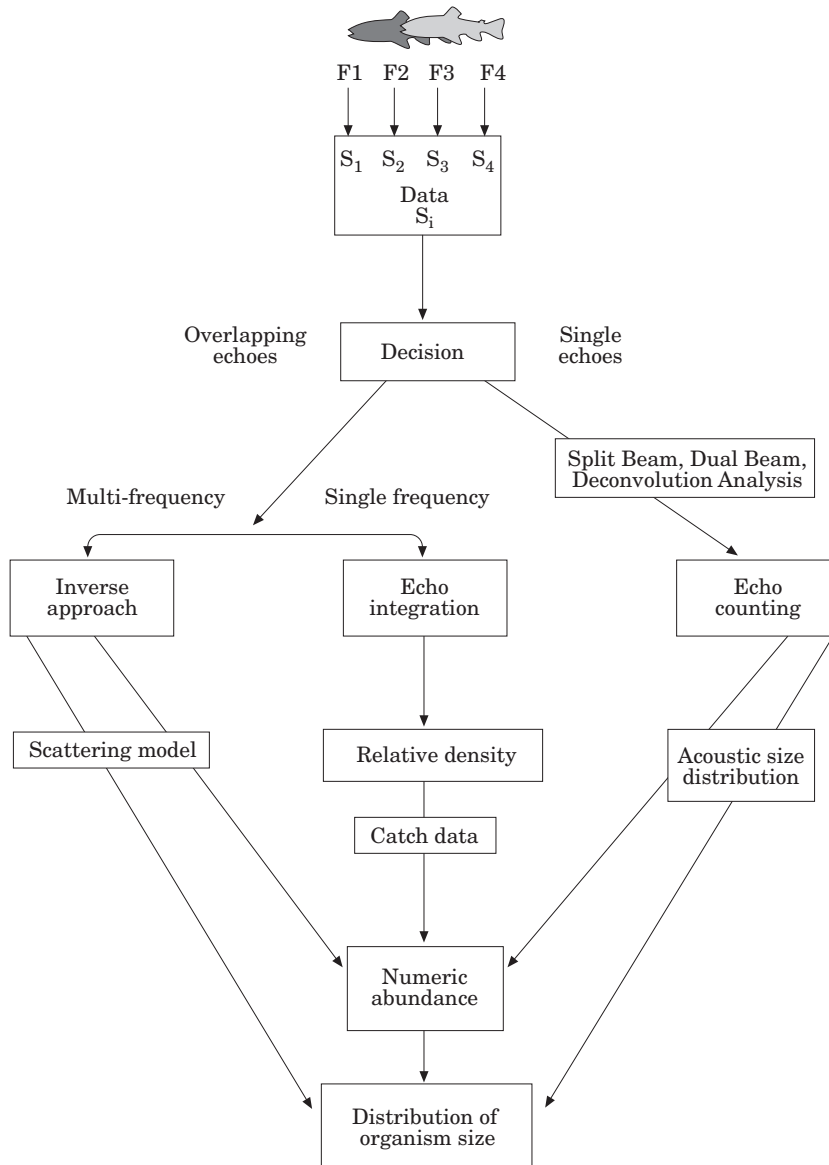 F1 F2 F3 F4
S1 S2 S3 S4
Data
Si
Overlapping
echoes
Decision
Single
echoes
Split Beam, Dual Beam,
Deconvolution Analysis
Multi-frequency
Single frequency
Inverse
approach
Echo
integration
Echo
counting
Scattering model
Relative density
Acoustic size
distribution
Catch data
Numeric
abundance
Distribution of
organism size